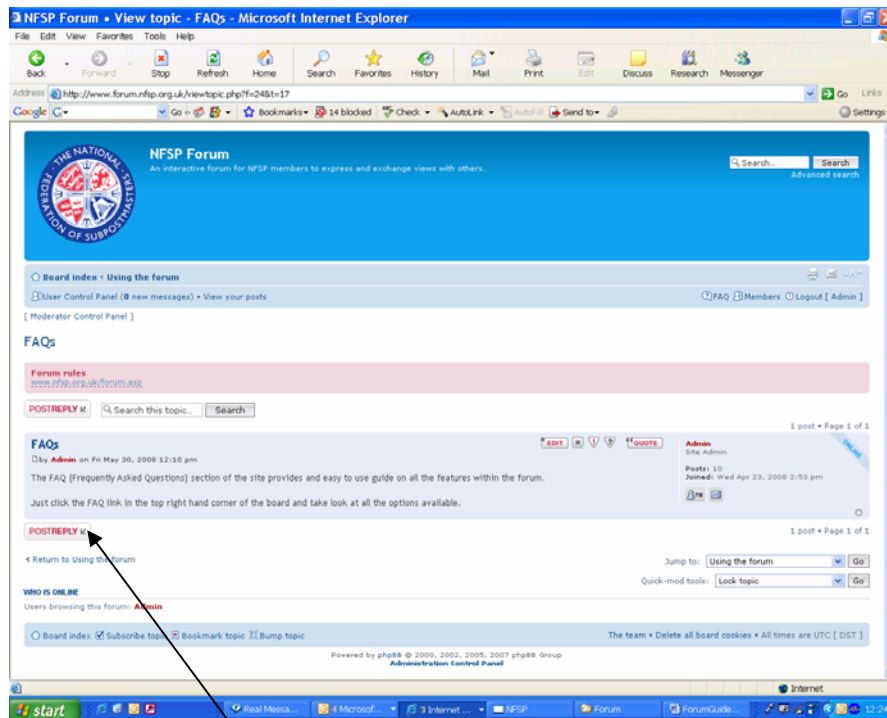 NFSP Forum • View topic - FAQs - Microsoft Internet Explorer
File Edit View Favorites Tools Help
Back Forward Stop Refresh Home Search Favorites History Mail Print Edit Discuss Research Messenger
Address http://www.forum.nfsp.org.uk/viewtopic.php?f=24&t=17 Go Links
Google G Go Bookmarks 14 blocked Check AutoLink AutoFill Send to Settings
THE NATIONAL FEDERATION OF SUBPOSTMASTERS
NFSP Forum
An interactive forum for NFSP members to express and exchange views with others.
Search... Search
Advanced search
Board index ‹ Using the forum
User Control Panel (0 new messages) • View your posts FAQ Members Logout [ Admin ]
[ Moderator Control Panel ]
FAQs
Forum rules
www.nfsp.org.uk/forum.asp
POSTREPLY Search this topic... Search
1 post • Page 1 of 1
FAQs
by Admin on Fri May 30, 2008 12:10 pm
The FAQ (Frequently Asked Questions) section of the site provides and easy to use guide on all the features within the forum.
Just click the FAQ link in the top right hand corner of the board and take look at all the options available.
EDIT QUOTE
Admin
Site Admin
Posts: 10
Joined: Wed Apr 23, 2008 2:53 pm
PM
ONLINE
POSTREPLY
1 post • Page 1 of 1
Return to Using the forum
Jump to: Using the forum Go
Quick-mod tools: Lock topic Go
WHO IS ONLINE
Users browsing this forum: Admin
Board index Subscribe topic Bookmark topic Bump topic The team • Delete all board cookies • All times are UTC [ DST ]
Powered by phpBB © 2000, 2002, 2005, 2007 phpBB Group
Administration Control Panel
Internet
start Real Messa... 4 Microsof... 3 Internet ... NFSP Forum ForumGuide... 12:24